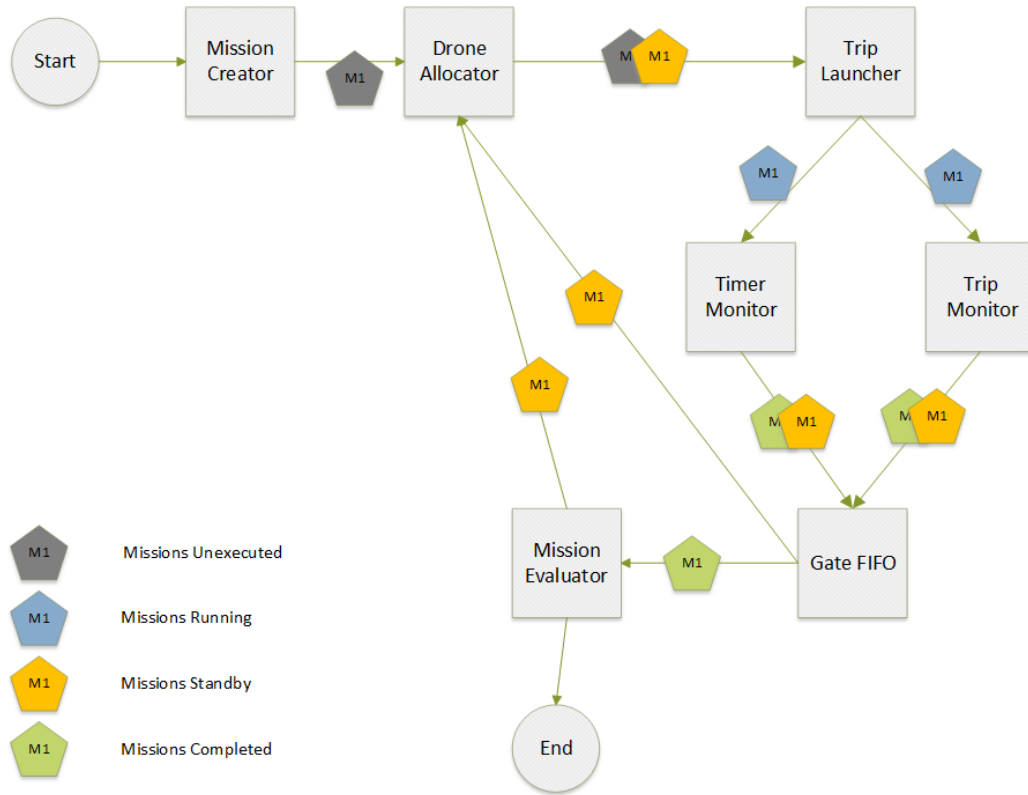 Start
Mission
Creator
M1
Drone
Allocator
M
M1
Trip
Launcher
M1
M1
Timer
Monitor
Trip
Monitor
M1
M1
M
M1
M
M1
Mission
Evaluator
M1
Gate FIFO
End
M1
Missions Unexecuted
M1
Missions Running
M1
Missions Standby
M1
Missions Completed